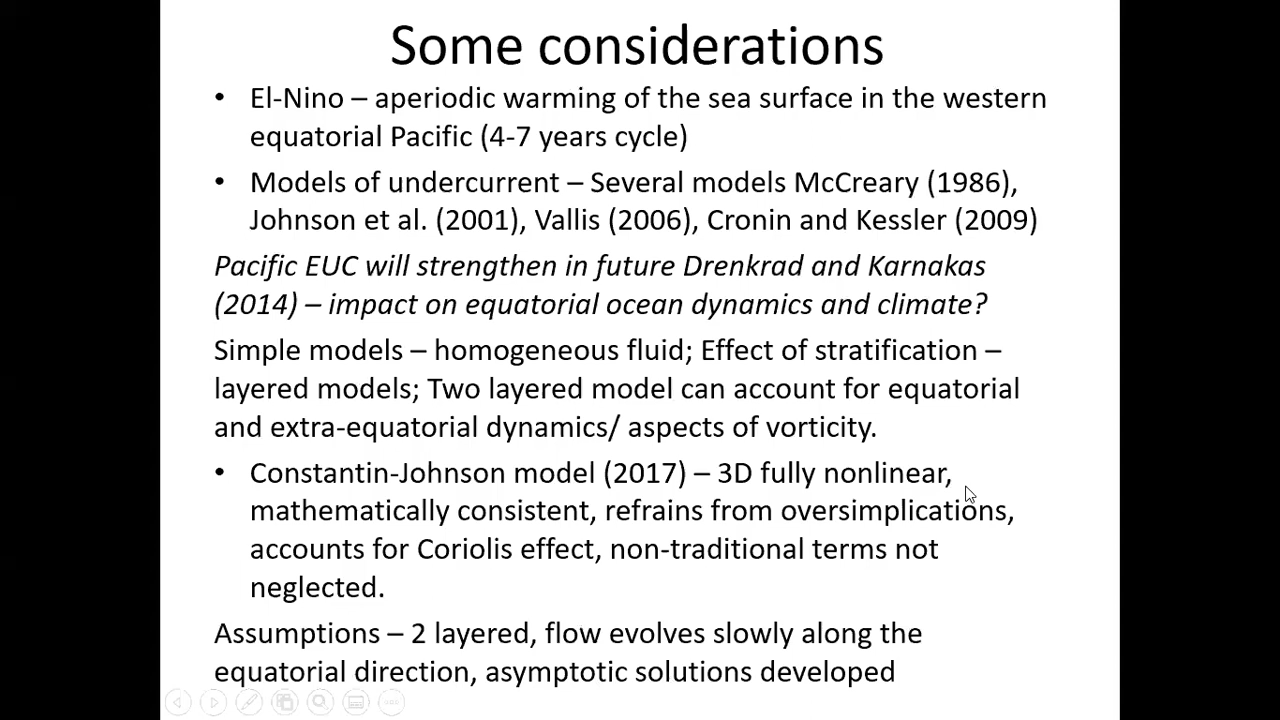 Some considerations
• El-Nino – aperiodic warming of the sea surface in the western
equatorial Pacific (4-7 years cycle)
• Models of undercurrent – Several models McCreary (1986),
Johnson et al. (2001), Vallis (2006), Cronin and Kessler (2009)
Pacific EUC will strengthen in future Drenkrad and Karnakas
(2014) – impact on equatorial ocean dynamics and climate?
Simple models – homogeneous fluid; Effect of stratification –
layered models; Two layered model can account for equatorial
and extra-equatorial dynamics/ aspects of vorticity.
• Constantin-Johnson model (2017) – 3D fully nonlinear,
mathematically consistent, refrains from oversimplications,
accounts for Coriolis effect, non-traditional terms not
neglected.
Assumptions – 2 layered, flow evolves slowly along the
equatorial direction, asymptotic solutions developed